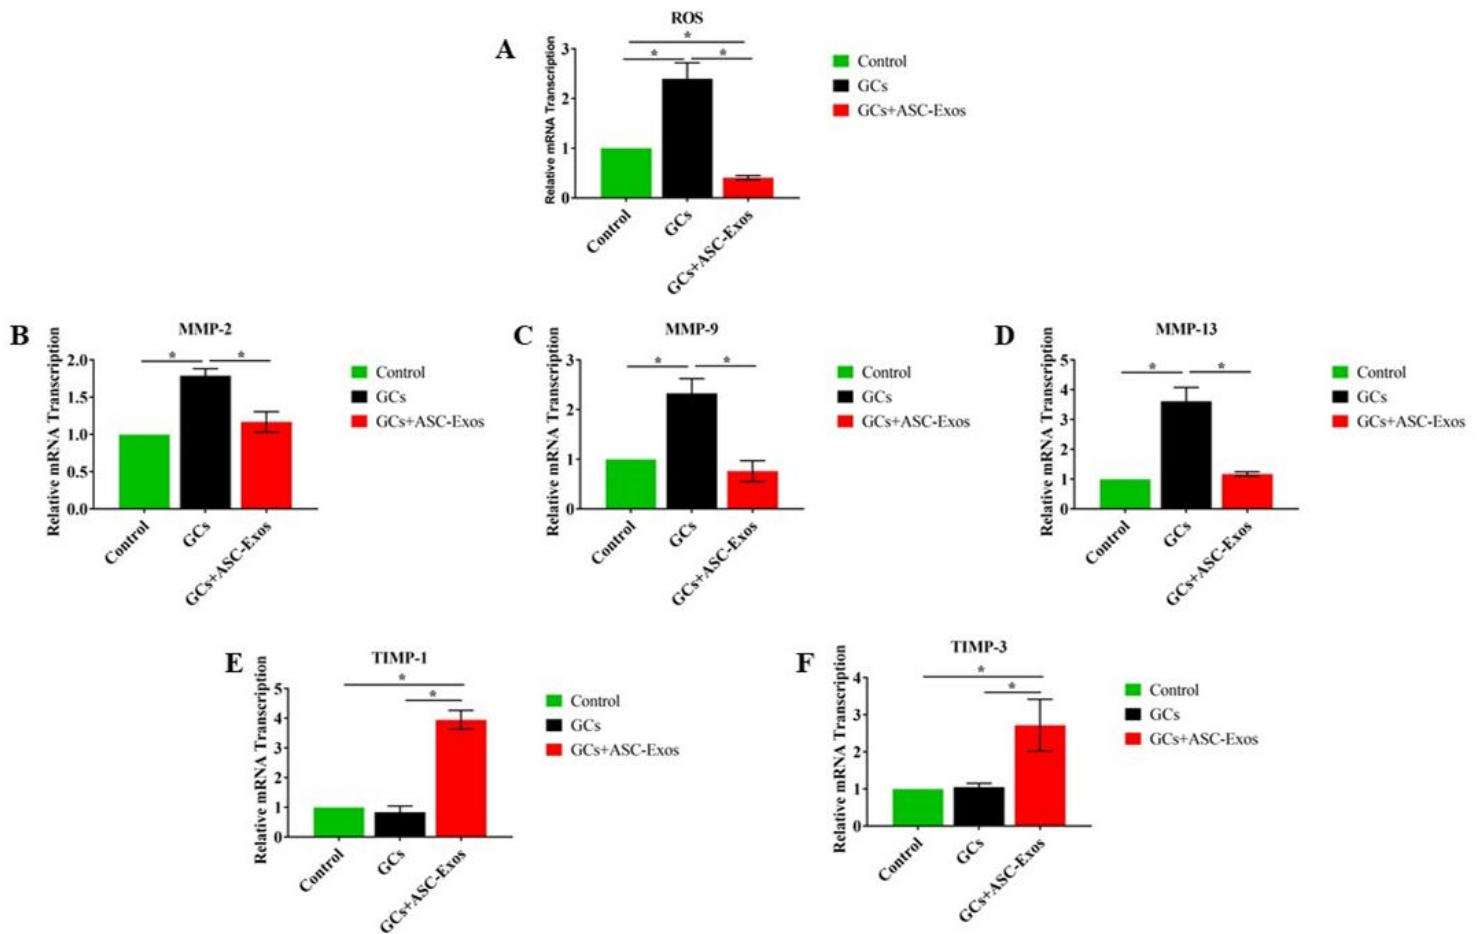 ROS
A
Relative mRNA Transcription
3
2
1
0
*
*
*
Control
GCs
GCs+ASC-Exos
Control
GCs
GCs+ASC-Exos
B
MMP-2
Relative mRNA Transcription
2.0
1.5
1.0
0.5
0.0
*
*
Control
GCs
GCs+ASC-Exos
Control
GCs
GCs+ASC-Exos
C
MMP-9
Relative mRNA Transcription
3
2
1
0
*
*
Control
GCs
GCs+ASC-Exos
Control
GCs
GCs+ASC-Exos
D
MMP-13
Relative mRNA Transcription
5
4
3
2
1
0
*
*
Control
GCs
GCs+ASC-Exos
Control
GCs
GCs+ASC-Exos
E
TIMP-1
Relative mRNA Transcription
5
4
3
2
1
0
*
*
Control
GCs
GCs+ASC-Exos
Control
GCs
GCs+ASC-Exos
F
TIMP-3
Relative mRNA Transcription
4
3
2
1
0
*
*
Control
GCs
GCs+ASC-Exos
Control
GCs
GCs+ASC-Exos